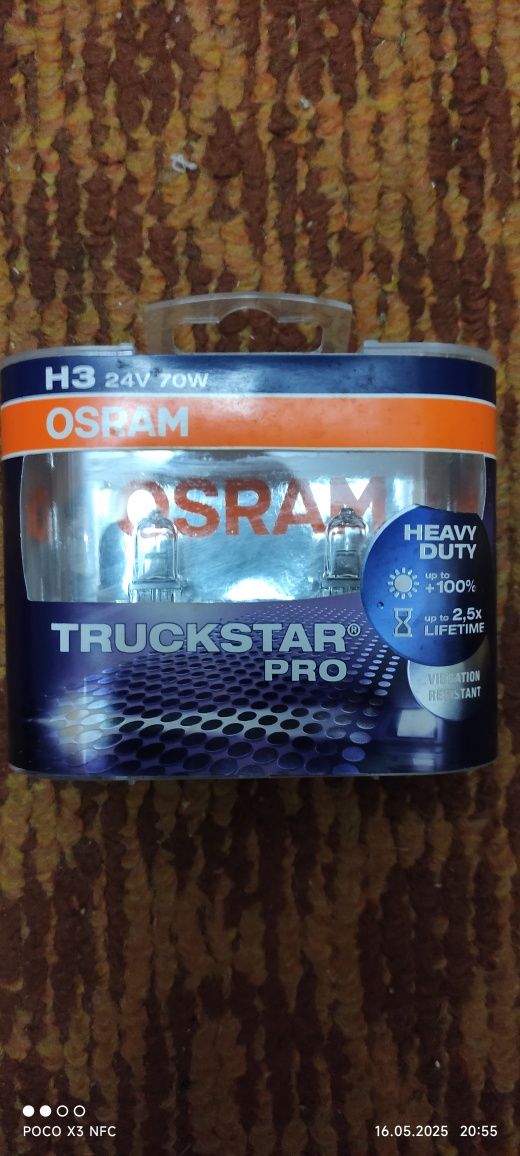 H3 24V 70W
OSRAM
OSRAM
HEAVY
DUTY
up to
+100%
up to 2,5x
LIFETIME
TRUCKSTAR®
PRO
VIBRATION
RESISTANT
POCO X3 NFC
16.05.2025 20:55